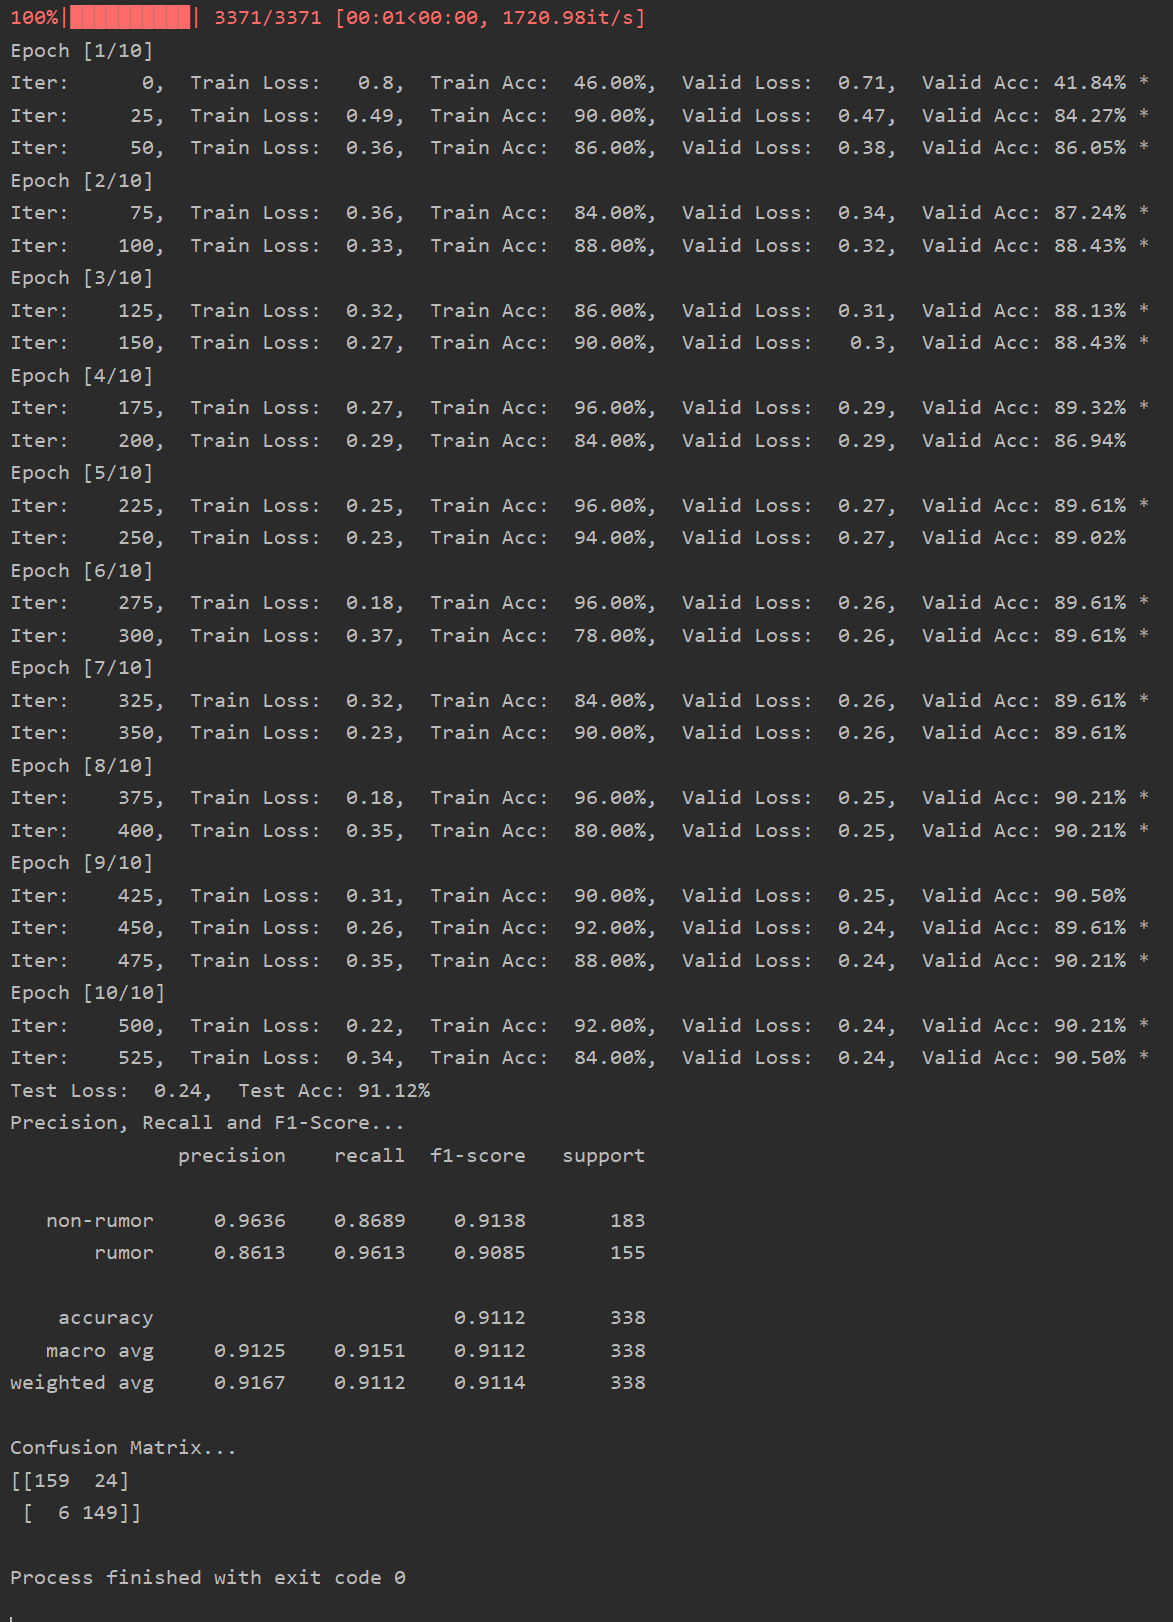 100%|██████████| 3371/3371 [00:01<00:00, 1720.98it/s]
Epoch [1/10]
Iter:      0,  Train Loss:   0.8,  Train Acc:  46.00%,  Valid Loss:  0.71,  Valid Acc: 41.84% *
Iter:     25,  Train Loss:  0.49,  Train Acc:  90.00%,  Valid Loss:  0.47,  Valid Acc: 84.27% *
Iter:     50,  Train Loss:  0.36,  Train Acc:  86.00%,  Valid Loss:  0.38,  Valid Acc: 86.05% *
Epoch [2/10]
Iter:     75,  Train Loss:  0.36,  Train Acc:  84.00%,  Valid Loss:  0.34,  Valid Acc: 87.24% *
Iter:    100,  Train Loss:  0.33,  Train Acc:  88.00%,  Valid Loss:  0.32,  Valid Acc: 88.43% *
Epoch [3/10]
Iter:    125,  Train Loss:  0.32,  Train Acc:  86.00%,  Valid Loss:  0.31,  Valid Acc: 88.13% *
Iter:    150,  Train Loss:  0.27,  Train Acc:  90.00%,  Valid Loss:   0.3,  Valid Acc: 88.43% *
Epoch [4/10]
Iter:    175,  Train Loss:  0.27,  Train Acc:  96.00%,  Valid Loss:  0.29,  Valid Acc: 89.32% *
Iter:    200,  Train Loss:  0.29,  Train Acc:  84.00%,  Valid Loss:  0.29,  Valid Acc: 86.94%
Epoch [5/10]
Iter:    225,  Train Loss:  0.25,  Train Acc:  96.00%,  Valid Loss:  0.27,  Valid Acc: 89.61% *
Iter:    250,  Train Loss:  0.23,  Train Acc:  94.00%,  Valid Loss:  0.27,  Valid Acc: 89.02%
Epoch [6/10]
Iter:    275,  Train Loss:  0.18,  Train Acc:  96.00%,  Valid Loss:  0.26,  Valid Acc: 89.61% *
Iter:    300,  Train Loss:  0.37,  Train Acc:  78.00%,  Valid Loss:  0.26,  Valid Acc: 89.61% *
Epoch [7/10]
Iter:    325,  Train Loss:  0.32,  Train Acc:  84.00%,  Valid Loss:  0.26,  Valid Acc: 89.61% *
Iter:    350,  Train Loss:  0.23,  Train Acc:  90.00%,  Valid Loss:  0.26,  Valid Acc: 89.61%
Epoch [8/10]
Iter:    375,  Train Loss:  0.18,  Train Acc:  96.00%,  Valid Loss:  0.25,  Valid Acc: 90.21% *
Iter:    400,  Train Loss:  0.35,  Train Acc:  80.00%,  Valid Loss:  0.25,  Valid Acc: 90.21% *
Epoch [9/10]
Iter:    425,  Train Loss:  0.31,  Train Acc:  90.00%,  Valid Loss:  0.25,  Valid Acc: 90.50%
Iter:    450,  Train Loss:  0.26,  Train Acc:  92.00%,  Valid Loss:  0.24,  Valid Acc: 89.61% *
Iter:    475,  Train Loss:  0.35,  Train Acc:  88.00%,  Valid Loss:  0.24,  Valid Acc: 90.21% *
Epoch [10/10]
Iter:    500,  Train Loss:  0.22,  Train Acc:  92.00%,  Valid Loss:  0.24,  Valid Acc: 90.21% *
Iter:    525,  Train Loss:  0.34,  Train Acc:  84.00%,  Valid Loss:  0.24,  Valid Acc: 90.50% *
Test Loss:  0.24,  Test Acc: 91.12%
Precision, Recall and F1-Score...
              precision    recall  f1-score   support
   non-rumor     0.9636    0.8689    0.9138       183
       rumor     0.8613    0.9613    0.9085       155
    accuracy                         0.9112       338
   macro avg     0.9125    0.9151    0.9112       338
weighted avg     0.9167    0.9112    0.9114       338
Confusion Matrix...
[[159  24]
 [  6 149]]
Process finished with exit code 0